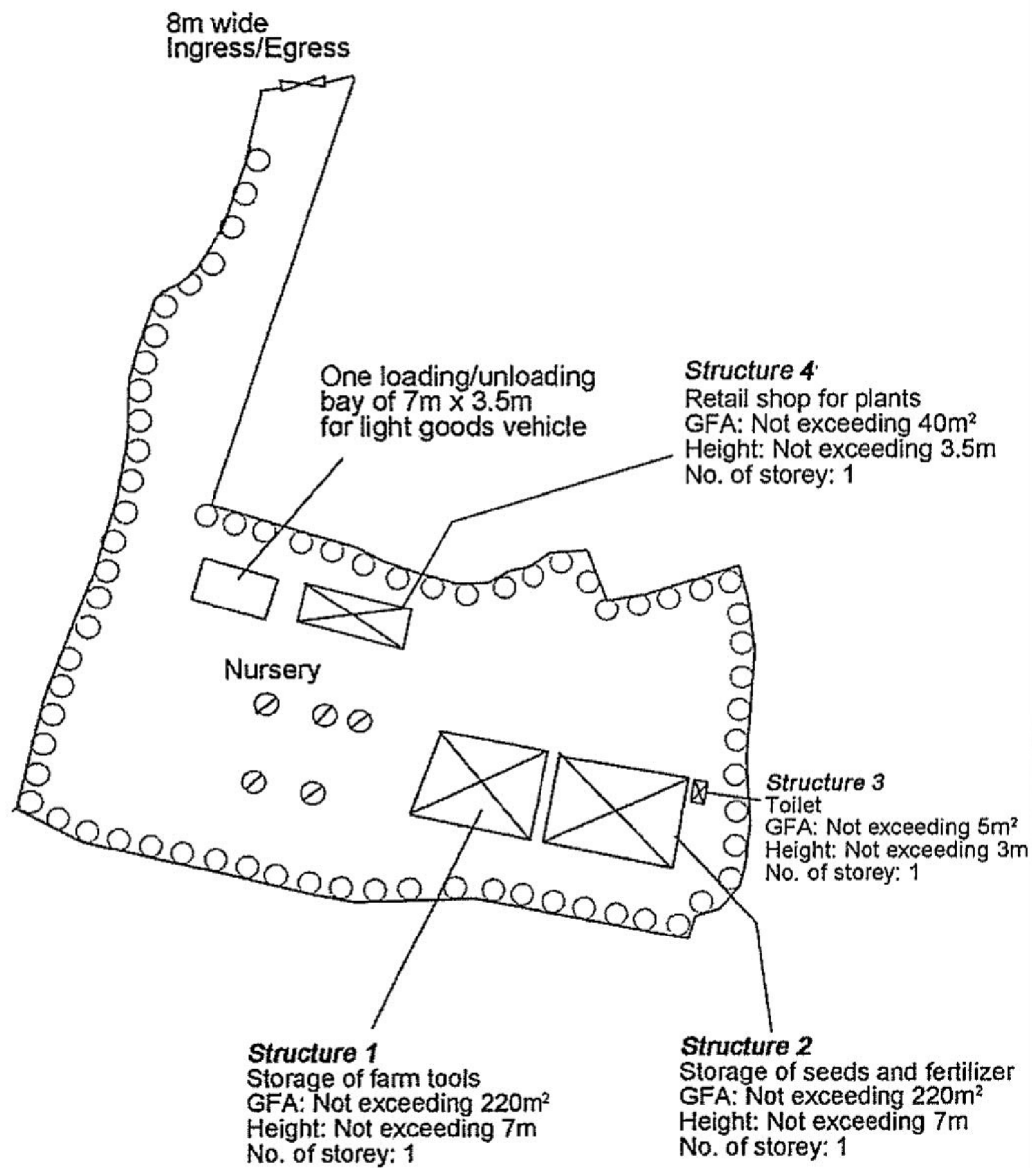 8m wide
Ingress/Egress
One loading/unloading
bay of 7m x 3.5m
for light goods vehicle
Structure 4
Retail shop for plants
GFA: Not exceeding 40m²
Height: Not exceeding 3.5m
No. of storey: 1
Nursery
Structure 3
Toilet
GFA: Not exceeding 5m²
Height: Not exceeding 3m
No. of storey: 1
Structure 1
Storage of farm tools
GFA: Not exceeding 220m²
Height: Not exceeding 7m
No. of storey: 1
Structure 2
Storage of seeds and fertilizer
GFA: Not exceeding 220m²
Height: Not exceeding 7m
No. of storey: 1